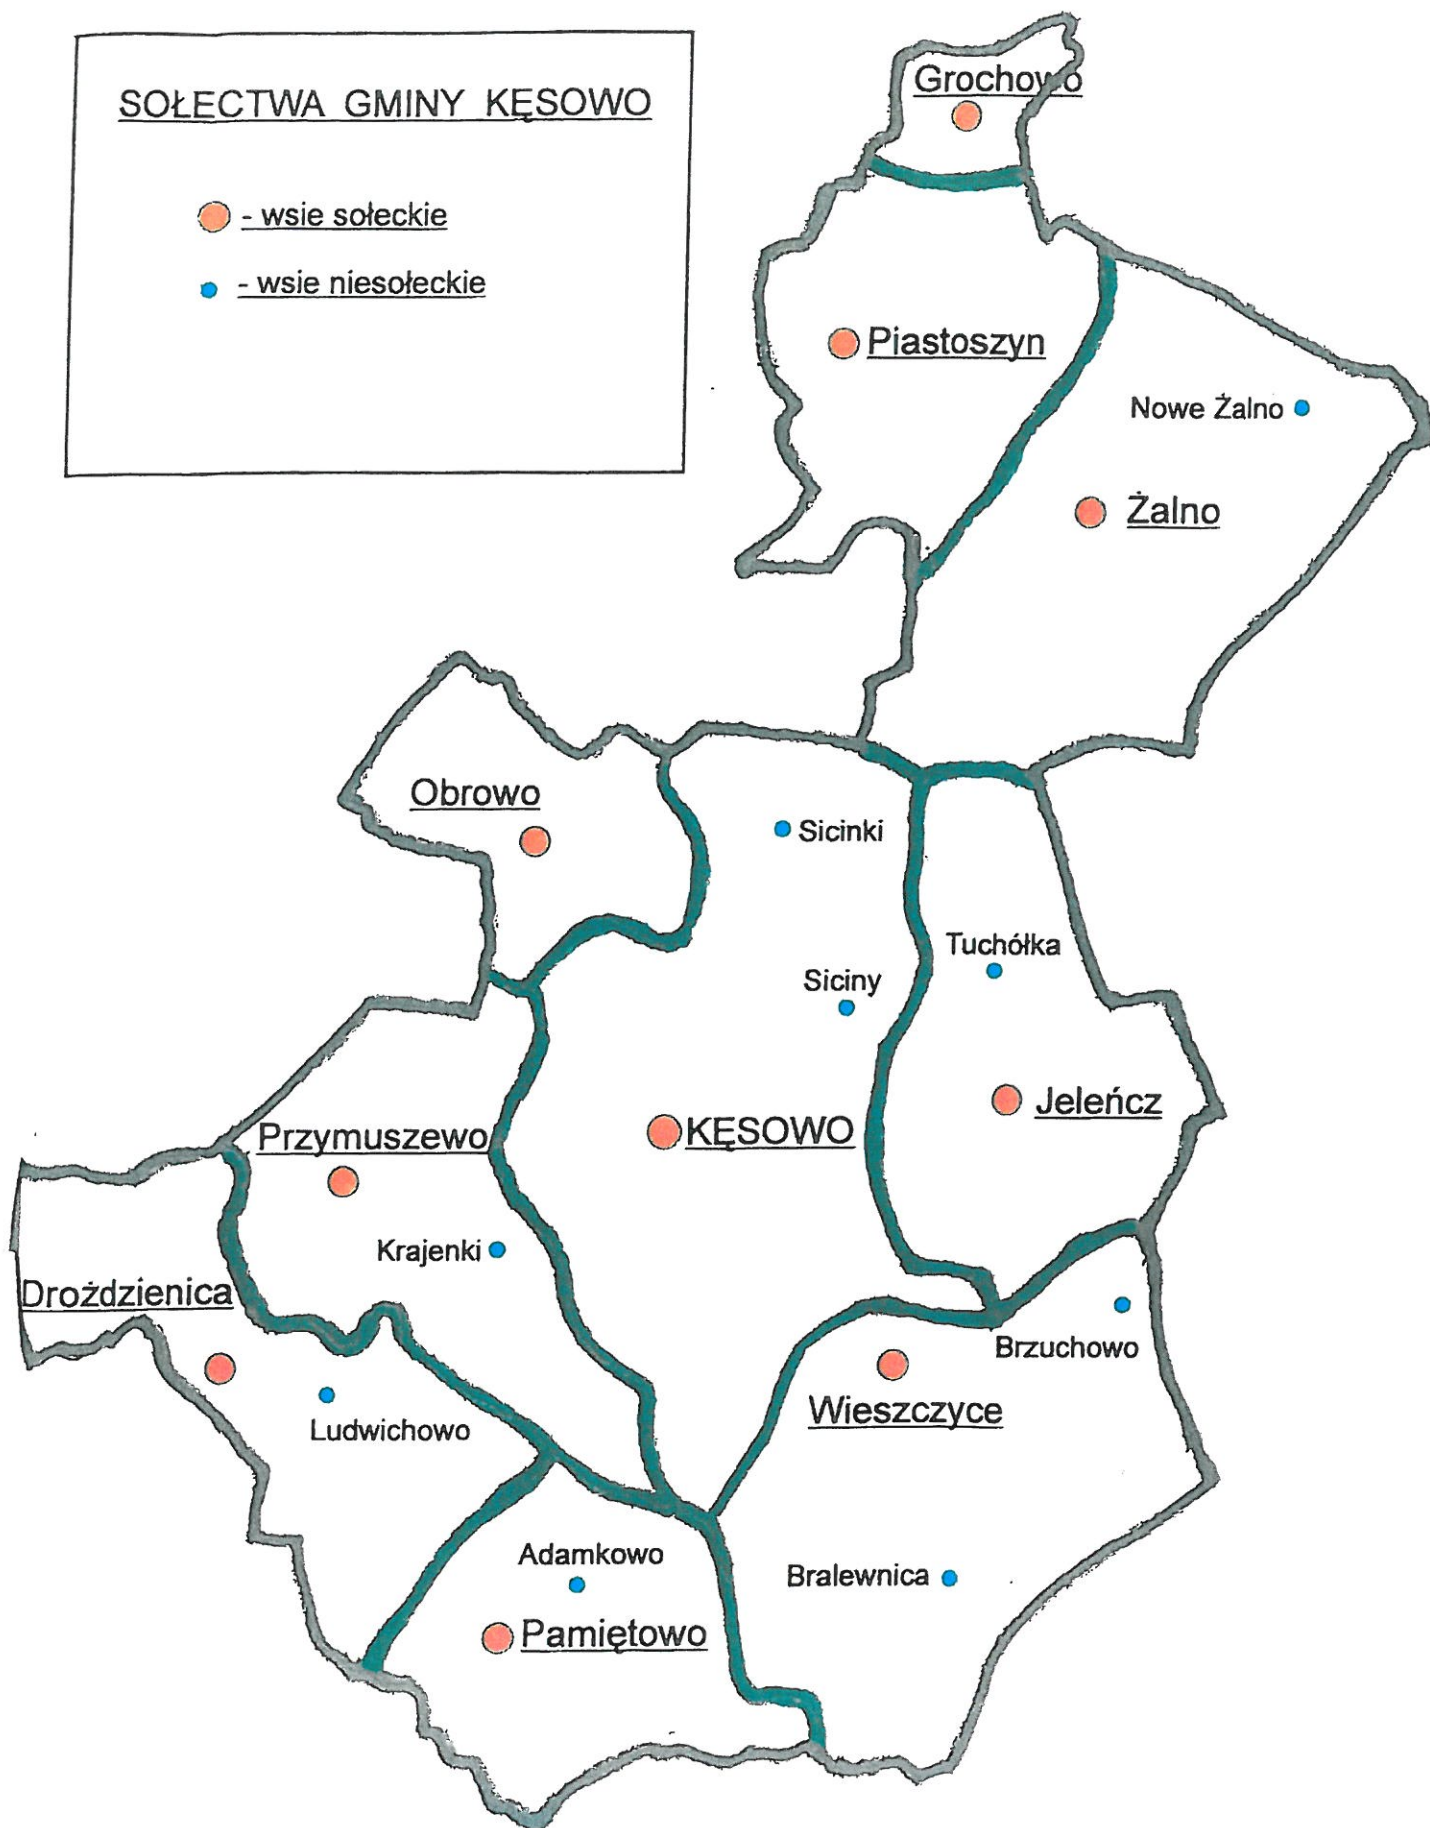 SOŁECTWA GMINY KĘSOWO
- wsie sołeckie
- wsie niesołeckie
Grochowo
Piastoszyn
Nowe Żalno
Żalno
Obrowo
Sicinki
Tuchółka
Siciny
Jeleńcz
KĘSOWO
Przymuszewo
Krajenki
Drożdzienica
Brzuchowo
Wieszczyce
Ludwichowo
Adamkowo
Bralewnica
Pamiętowo